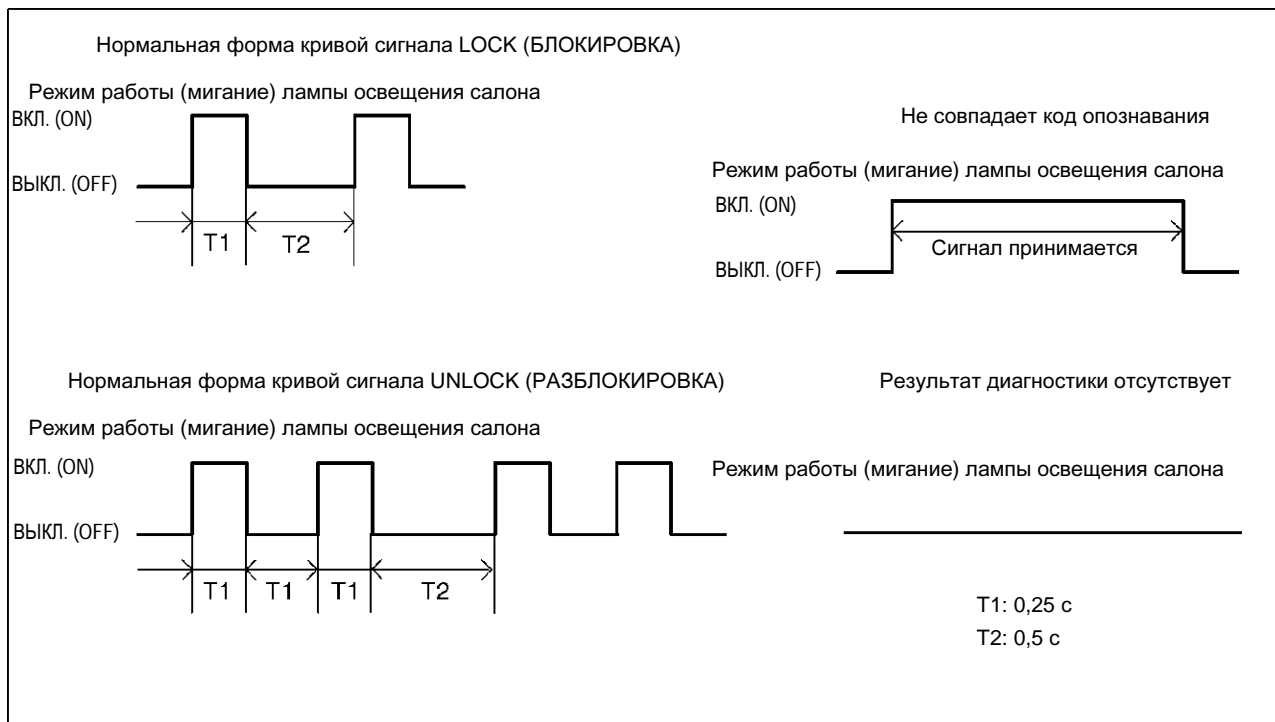 Нормальная форма кривой сигнала LOCK (БЛОКИРОВКА)
Режим работы (мигание) лампы освещения салона
ВКЛ. (ON)
ВЫКЛ. (OFF)
T1
T2
Не совпадает код опознавания
Режим работы (мигание) лампы освещения салона
ВКЛ. (ON)
Сигнал принимается
ВЫКЛ. (OFF)
Нормальная форма кривой сигнала UNLOCK (РАЗБЛОКИРОВКА)
Режим работы (мигание) лампы освещения салона
ВКЛ. (ON)
ВЫКЛ. (OFF)
T1
T1
T1
T2
Результат диагностики отсутствует
Режим работы (мигание) лампы освещения салона
T1: 0,25 с
T2: 0,5 с